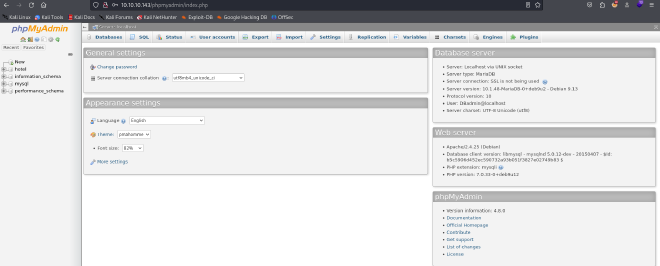 10.10.10.143/phpmyadmin/index.php
Kali Linux Kali Tools Kali Docs Kali Forums Kali NetHunter Exploit-DB Google Hacking DB OffSec
phpMyAdmin
Recent Favorites
New
hotel
information_schema
mysql
performance_schema
Databases SQL Status User accounts Export Import Settings Replication Variables Charsets Engines Plugins
General settings
Change password
Server connection collation
utf8mb4_unicode_ci
Appearance settings
Language
English
Theme:
pmahomme
Font size:
82%
More settings
Database server
Server: Localhost via UNIX socket
Server type: MariaDB
Server connection: SSL is not being used
Server version: 10.1.48-MariaDB-0+deb9u2 - Debian 9.13
Protocol version: 10
User: DBadmin@localhost
Server charset: UTF-8 Unicode (utf8)
Web server
Apache/2.4.25 (Debian)
Database client version: libmysql - mysqlnd 5.0.12-dev - 20150407 - $Id:
PHP extension: mysqli
PHP version: 7.0.33-0+deb9u12
phpMyAdmin
Version information: 4.8.0
Documentation
Official Homepage
Contribute
Get support
List of changes
License